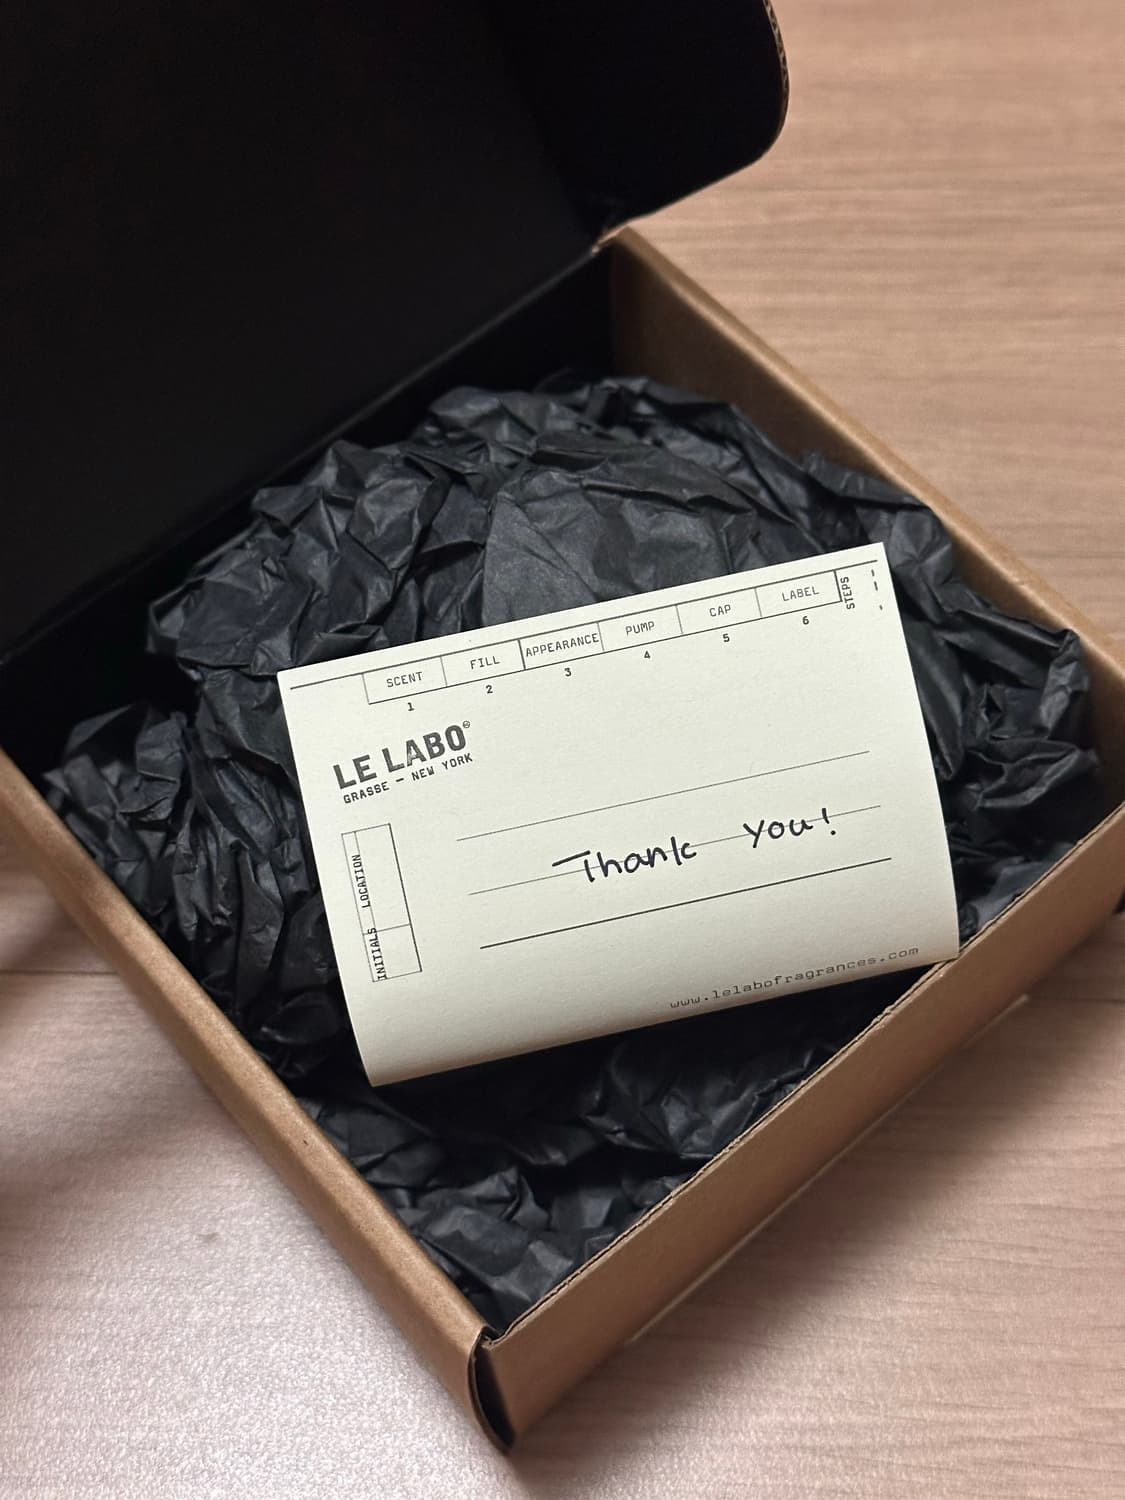 SCENT FILL APPEARANCE PUMP CAP LABEL STEPS
1 2 3 4 5 6
LE LABO®
GRASSE — NEW YORK
LOCATION
INITIALS
Thank you!
www.lelabofragrances.com